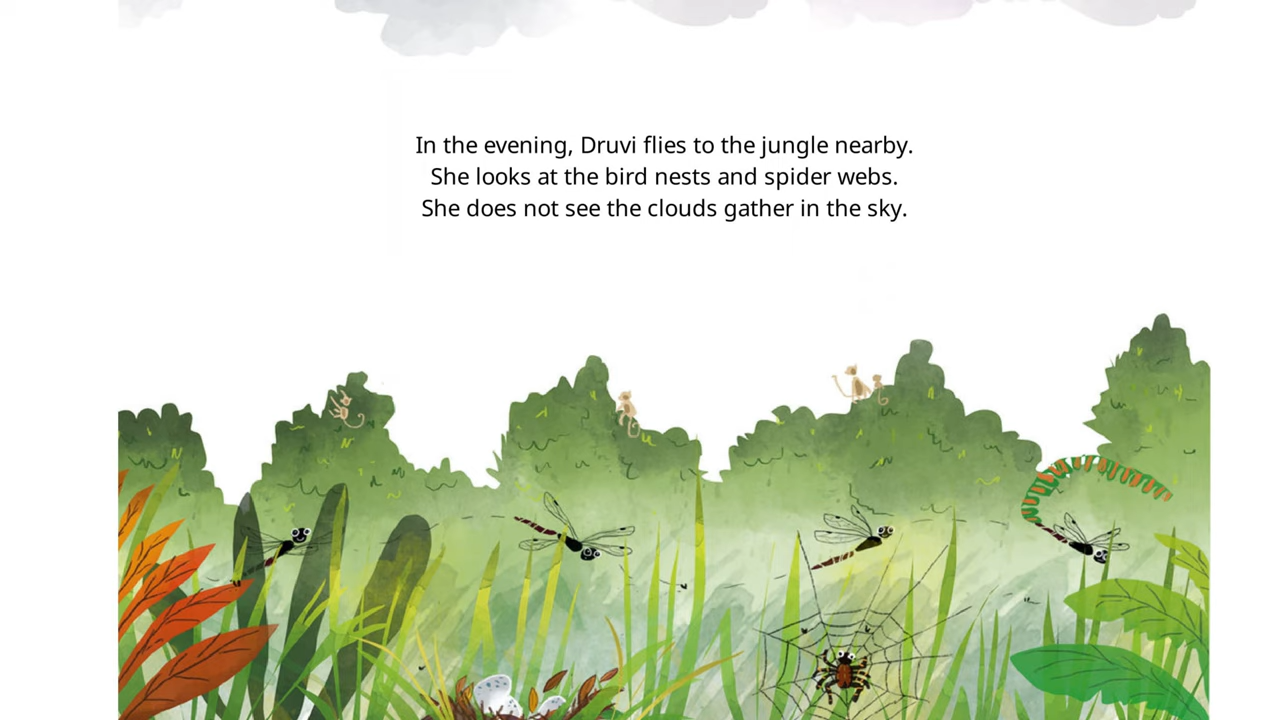 In the evening, Druvi flies to the jungle nearby.
She looks at the bird nests and spider webs.
She does not see the clouds gather in the sky.